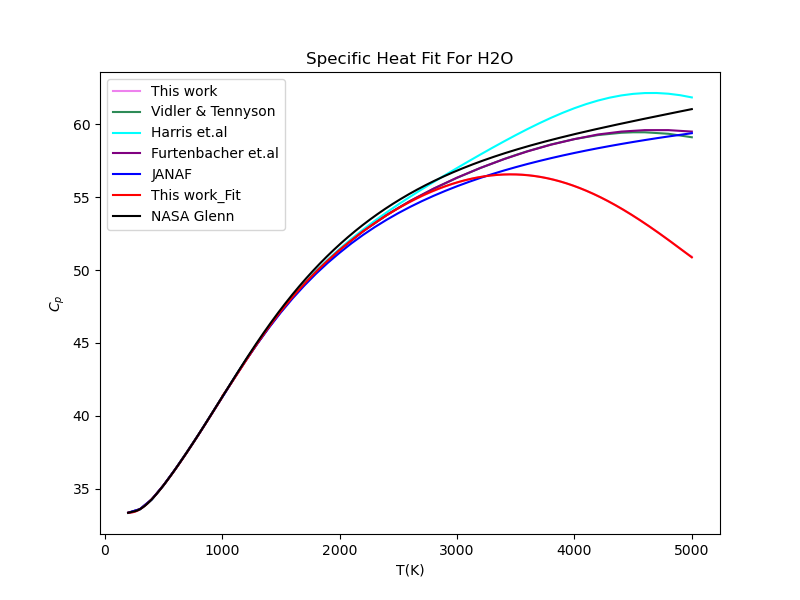 Specific Heat Fit For H2O
This work
Vidler & Tennyson
Harris et.al
Furtenbacher et.al
JANAF
This work_Fit
NASA Glenn
60
55
50
45
40
35
C_p
0 1000 2000 3000 4000 5000
T(K)